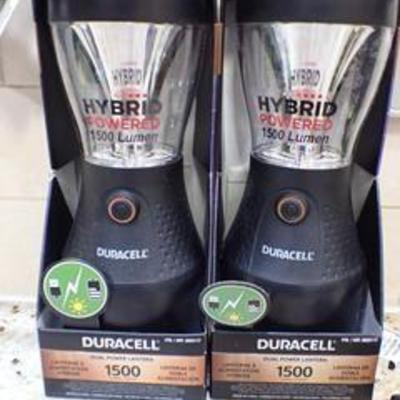 HYBRID
HYBRID
POWERED
1500 Lumen
DURACELL
DURACELL
DUAL POWER LANTERN
1500
HYBRID
HYBRID
POWERED
1500 Lumen
DURACELL
DURACELL
DUAL POWER LANTERN
1500